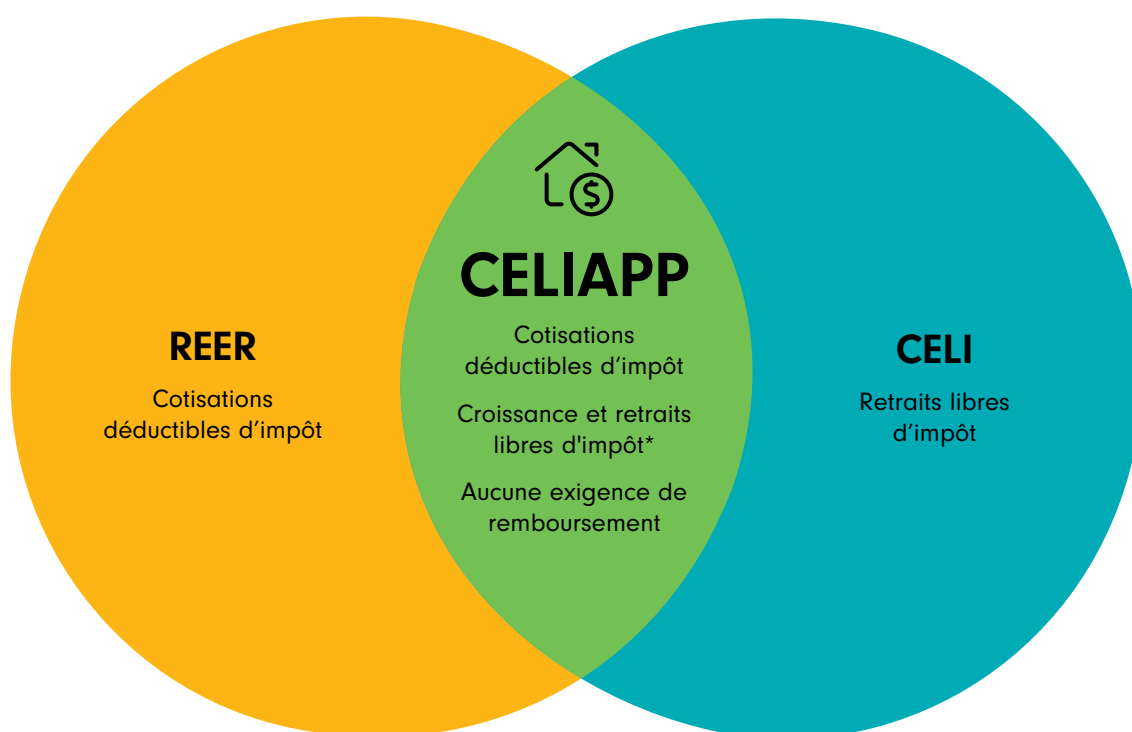 REER
Cotisations
déductibles d’impôt
$
CELIAPP
Cotisations
déductibles d’impôt
Croissance et retraits
libres d'impôt*
Aucune exigence de
remboursement
CELI
Retraits libres
d’impôt